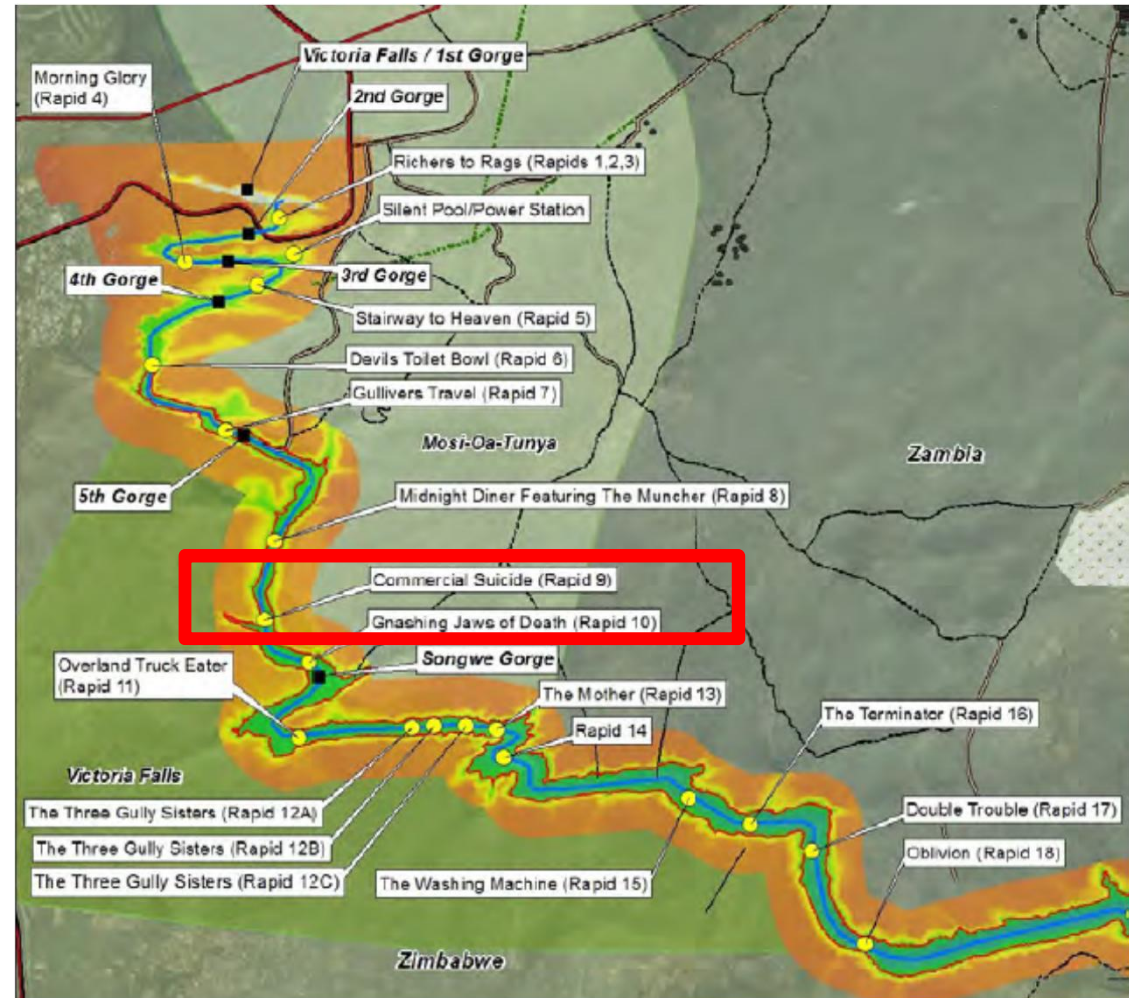 Victoria Falls / 1st Gorge
Morning Glory
(Rapid 4)
2nd Gorge
Richers to Rags (Rapids 1,2,3)
Silent Pool/Power Station
3rd Gorge
4th Gorge
Stairway to Heaven (Rapid 5)
Devils Toilet Bowl (Rapid 6)
Gullivers Travel (Rapid 7)
Mosi-Oa-Tunya
Zambia
5th Gorge
Midnight Diner Featuring The Muncher (Rapid 8)
Commercial Suicide (Rapid 9)
Gnashing Jaws of Death (Rapid 10)
Songwe Gorge
Overland Truck Eater
(Rapid 11)
The Mother (Rapid 13)
The Terminator (Rapid 16)
Rapid 14
Victoria Falls
The Three Gully Sisters (Rapid 12A)
Double Trouble (Rapid 17)
The Three Gully Sisters (Rapid 12B)
Oblivion (Rapid 18)
The Three Gully Sisters (Rapid 12C)
The Washing Machine (Rapid 15)
Zimbabwe